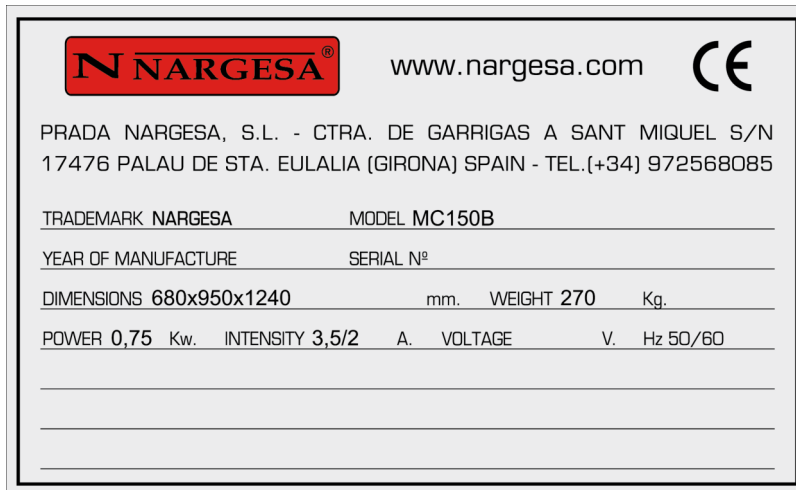 N NARGESA® www.nargesa.com CE
PRADA NARGESA, S.L. - CTRA. DE GARRIGAS A SANT MIQUEL S/N
17476 PALAU DE STA. EULALIA (GIRONA) SPAIN - TEL.(+34) 972568085
TRADEMARK NARGESA MODEL MC150B
YEAR OF MANUFACTURE SERIAL Nº
DIMENSIONS 680x950x1240 mm. WEIGHT 270 Kg.
POWER 0,75 Kw. INTENSITY 3,5/2 A. VOLTAGE V. Hz 50/60